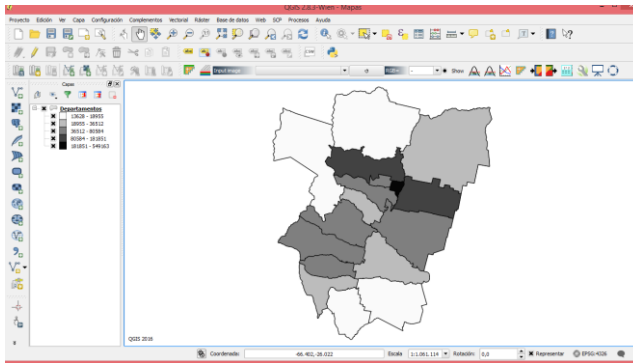 QGIS 2.8.3-Wien - Mapas
Proyecto Edición Ver Capa Configuración Complementos Vectorial Ráster Base de datos Web SCP Procesos Ayuda
Input Image
RGB=
Show
Capas
Departamentos
13628 - 18955
18955 - 36512
36512 - 80584
80584 - 181851
181851 - 549163
QGIS 2016
Coordenada: -66.402,-26.022 Escala 1:1.061.114 Rotación: 0,0 Representar EPSG:4326